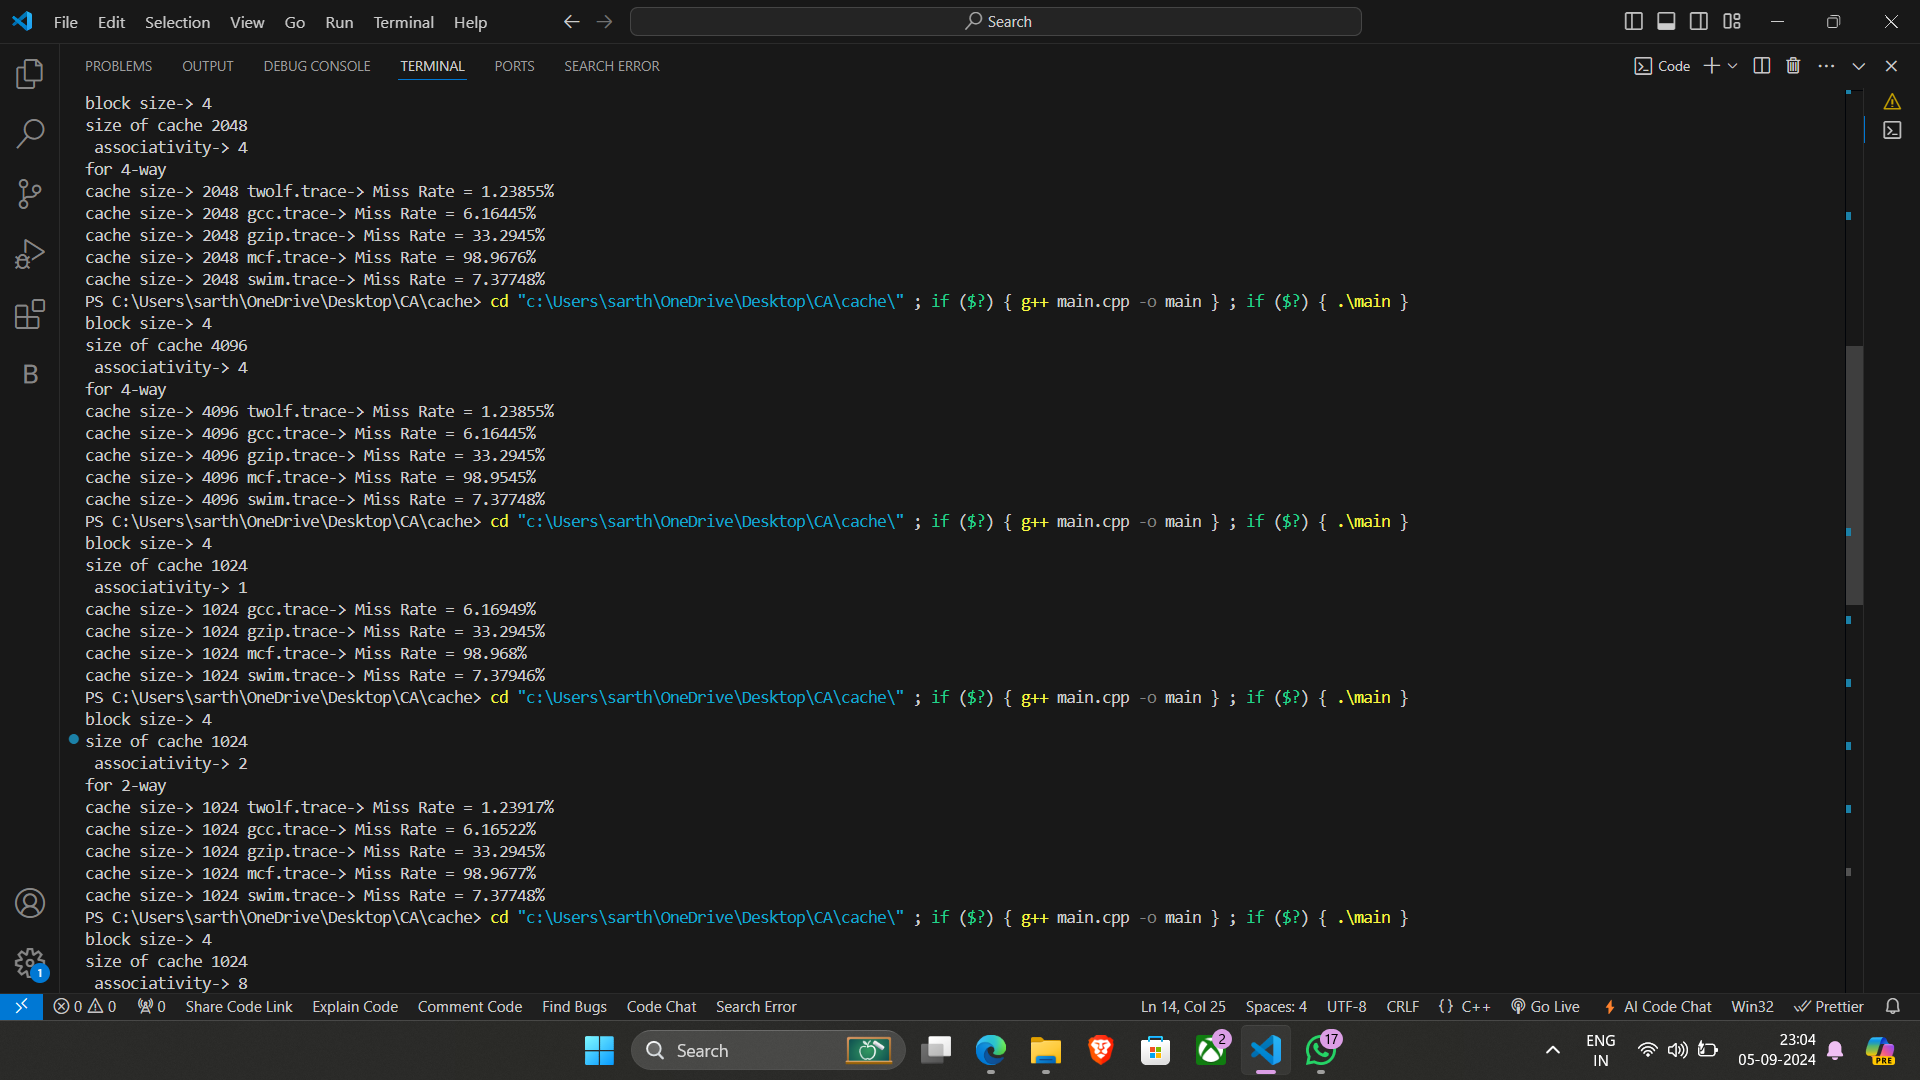 File Edit Selection View Go Run Terminal Help
Search
PROBLEMS OUTPUT DEBUG CONSOLE TERMINAL PORTS SEARCH ERROR
Code
block size-> 4
size of cache 2048
associativity-> 4
for 4-way
cache size-> 2048 twolf.trace-> Miss Rate = 1.23855%
cache size-> 2048 gcc.trace-> Miss Rate = 6.16445%
cache size-> 2048 gzip.trace-> Miss Rate = 33.2945%
cache size-> 2048 mcf.trace-> Miss Rate = 98.9676%
cache size-> 2048 swim.trace-> Miss Rate = 7.37748%
PS C:\Users\sarth\OneDrive\Desktop\CA\cache> cd "c:\Users\sarth\OneDrive\Desktop\CA\cache\" ; if ($?) { g++ main.cpp -o main } ; if ($?) { .\main }
block size-> 4
size of cache 4096
associativity-> 4
for 4-way
cache size-> 4096 twolf.trace-> Miss Rate = 1.23855%
cache size-> 4096 gcc.trace-> Miss Rate = 6.16445%
cache size-> 4096 gzip.trace-> Miss Rate = 33.2945%
cache size-> 4096 mcf.trace-> Miss Rate = 98.9545%
cache size-> 4096 swim.trace-> Miss Rate = 7.37748%
PS C:\Users\sarth\OneDrive\Desktop\CA\cache> cd "c:\Users\sarth\OneDrive\Desktop\CA\cache\" ; if ($?) { g++ main.cpp -o main } ; if ($?) { .\main }
block size-> 4
size of cache 1024
associativity-> 1
cache size-> 1024 gcc.trace-> Miss Rate = 6.16949%
cache size-> 1024 gzip.trace-> Miss Rate = 33.2945%
cache size-> 1024 mcf.trace-> Miss Rate = 98.968%
cache size-> 1024 swim.trace-> Miss Rate = 7.37946%
PS C:\Users\sarth\OneDrive\Desktop\CA\cache> cd "c:\Users\sarth\OneDrive\Desktop\CA\cache\" ; if ($?) { g++ main.cpp -o main } ; if ($?) { .\main }
block size-> 4
size of cache 1024
associativity-> 2
for 2-way
cache size-> 1024 twolf.trace-> Miss Rate = 1.23917%
cache size-> 1024 gcc.trace-> Miss Rate = 6.16522%
cache size-> 1024 gzip.trace-> Miss Rate = 33.2945%
cache size-> 1024 mcf.trace-> Miss Rate = 98.9677%
cache size-> 1024 swim.trace-> Miss Rate = 7.37748%
PS C:\Users\sarth\OneDrive\Desktop\CA\cache> cd "c:\Users\sarth\OneDrive\Desktop\CA\cache\" ; if ($?) { g++ main.cpp -o main } ; if ($?) { .\main }
block size-> 4
size of cache 1024
associativity-> 8
B
1
0 0 0 Share Code Link Explain Code Comment Code Find Bugs Code Chat Search Error Ln 14, Col 25 Spaces: 4 UTF-8 CRLF {} C++ Go Live AI Code Chat Win32 Prettier
Search 2 17 ENG IN 23:04 05-09-2024 PRE